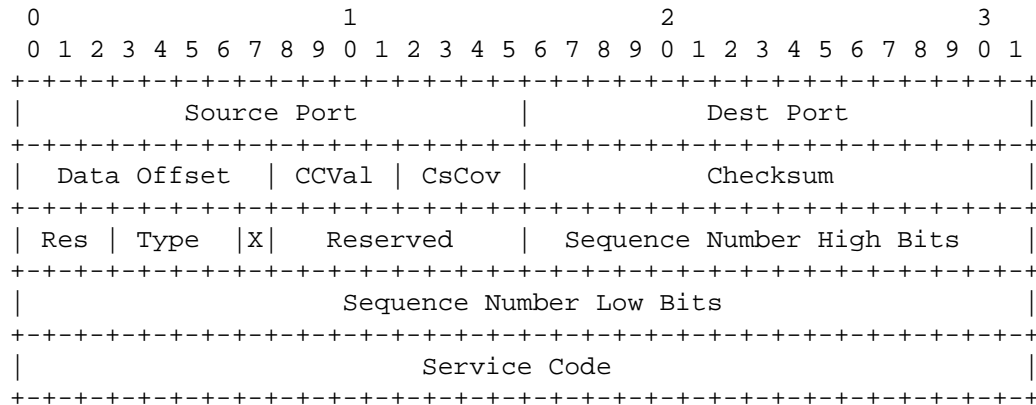 0                   1                   2                   3
 0 1 2 3 4 5 6 7 8 9 0 1 2 3 4 5 6 7 8 9 0 1 2 3 4 5 6 7 8 9 0 1
+-+-+-+-+-+-+-+-+-+-+-+-+-+-+-+-+-+-+-+-+-+-+-+-+-+-+-+-+-+-+-+-+
|          Source Port          |           Dest Port           |
+-+-+-+-+-+-+-+-+-+-+-+-+-+-+-+-+-+-+-+-+-+-+-+-+-+-+-+-+-+-+-+-+
|  Data Offset  | CCVal | CsCov |           Checksum            |
+-+-+-+-+-+-+-+-+-+-+-+-+-+-+-+-+-+-+-+-+-+-+-+-+-+-+-+-+-+-+-+-+
| Res | Type  |X|   Reserved    |  Sequence Number High Bits    |
+-+-+-+-+-+-+-+-+-+-+-+-+-+-+-+-+-+-+-+-+-+-+-+-+-+-+-+-+-+-+-+-+
|                    Sequence Number Low Bits                   |
+-+-+-+-+-+-+-+-+-+-+-+-+-+-+-+-+-+-+-+-+-+-+-+-+-+-+-+-+-+-+-+-+
|                         Service Code                          |
+-+-+-+-+-+-+-+-+-+-+-+-+-+-+-+-+-+-+-+-+-+-+-+-+-+-+-+-+-+-+-+-+